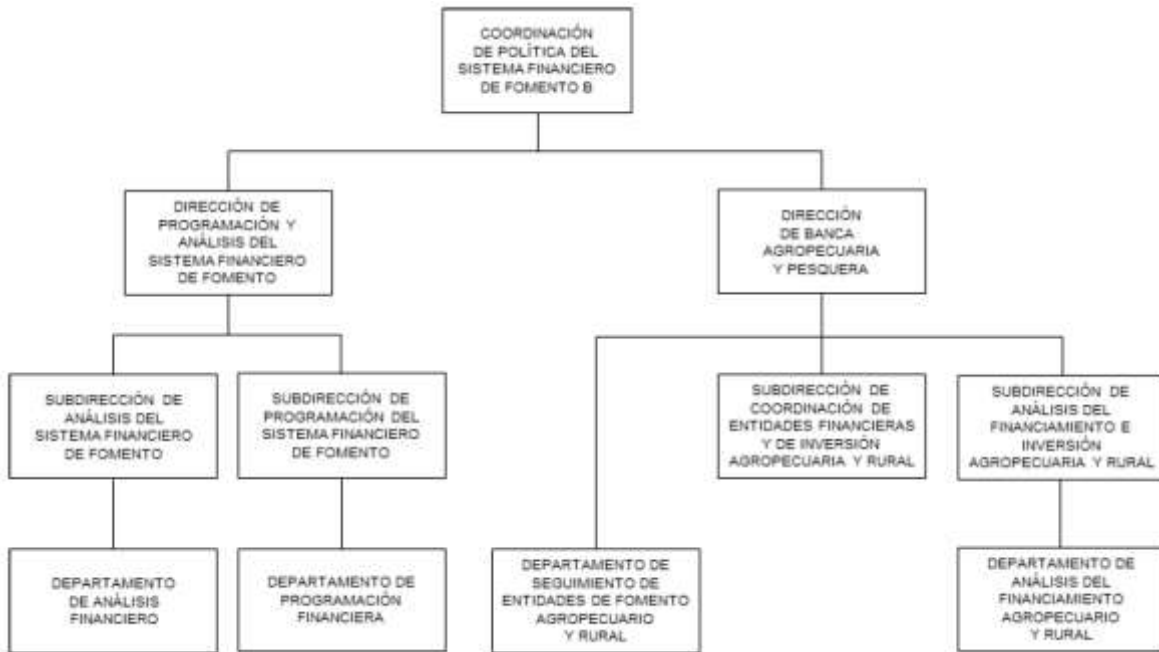 COORDINACIÓN
DE POLÍTICA DEL
SISTEMA FINANCIERO
DE FOMENTO B
DIRECCIÓN DE
PROGRAMACIÓN Y
ANÁLISIS DEL
SISTEMA FINANCIERO
DE FOMENTO
DIRECCIÓN
DE BANCA
AGROPECUARIA
Y PESQUERA
SUBDIRECCIÓN DE
ANÁLISIS DEL
SISTEMA FINANCIERO
DE FOMENTO
SUBDIRECCIÓN DE
PROGRAMACIÓN DEL
SISTEMA FINANCIERO
DE FOMENTO
SUBDIRECCIÓN DE
COORDINACIÓN DE
ENTIDADES FINANCIERAS
Y DE INVERSIÓN
AGROPECUARIA Y RURAL
SUBDIRECCIÓN DE
ANÁLISIS DEL
FINANCIAMIENTO E
INVERSIÓN
AGROPECUARIA Y RURAL
DEPARTAMENTO
DE ANÁLISIS
FINANCIERO
DEPARTAMENTO DE
PROGRAMACIÓN
FINANCIERA
DEPARTAMENTO DE
SEGUIMIENTO DE
ENTIDADES DE FOMENTO
AGROPECUARIO
Y RURAL
DEPARTAMENTO DE
ANÁLISIS DEL
FINANCIAMIENTO
AGROPECUARIO
Y RURAL